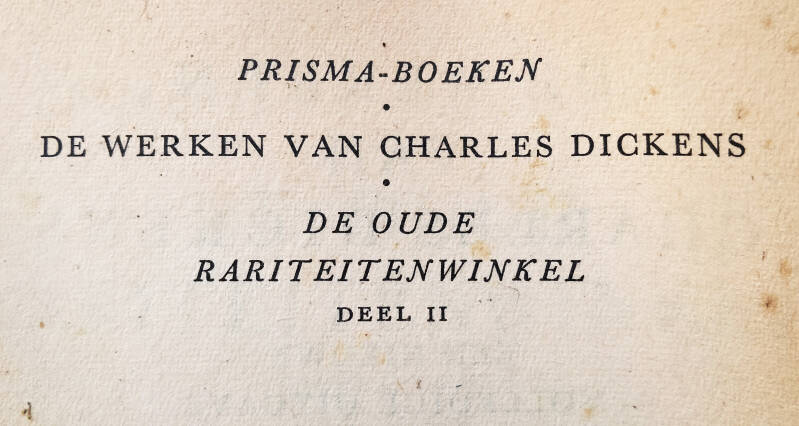 PRISMA-BOEKEN
•
DE WERKEN VAN CHARLES DICKENS
•
DE OUDE
RARITEITENWINKEL
DEEL II